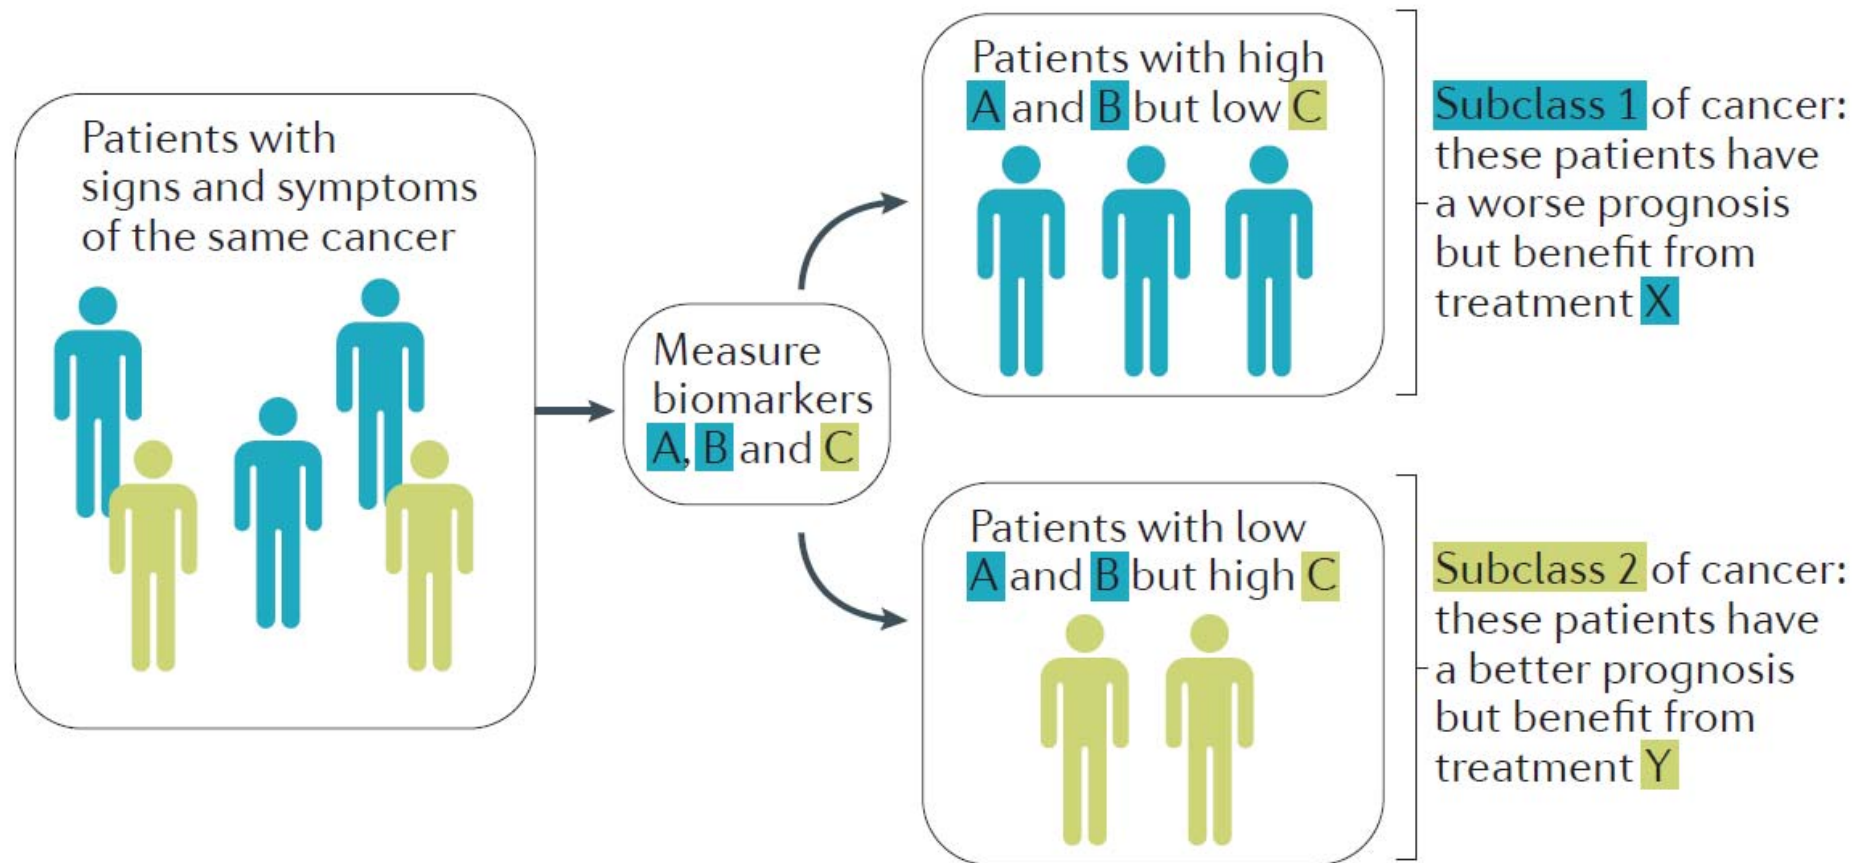 Patients with
signs and symptoms
of the same cancer
Measure
biomarkers
A, B and C
Patients with high
A and B but low C
Subclass 1 of cancer:
these patients have
a worse prognosis
but benefit from
treatment X
Patients with low
A and B but high C
Subclass 2 of cancer:
these patients have
a better prognosis
but benefit from
treatment Y